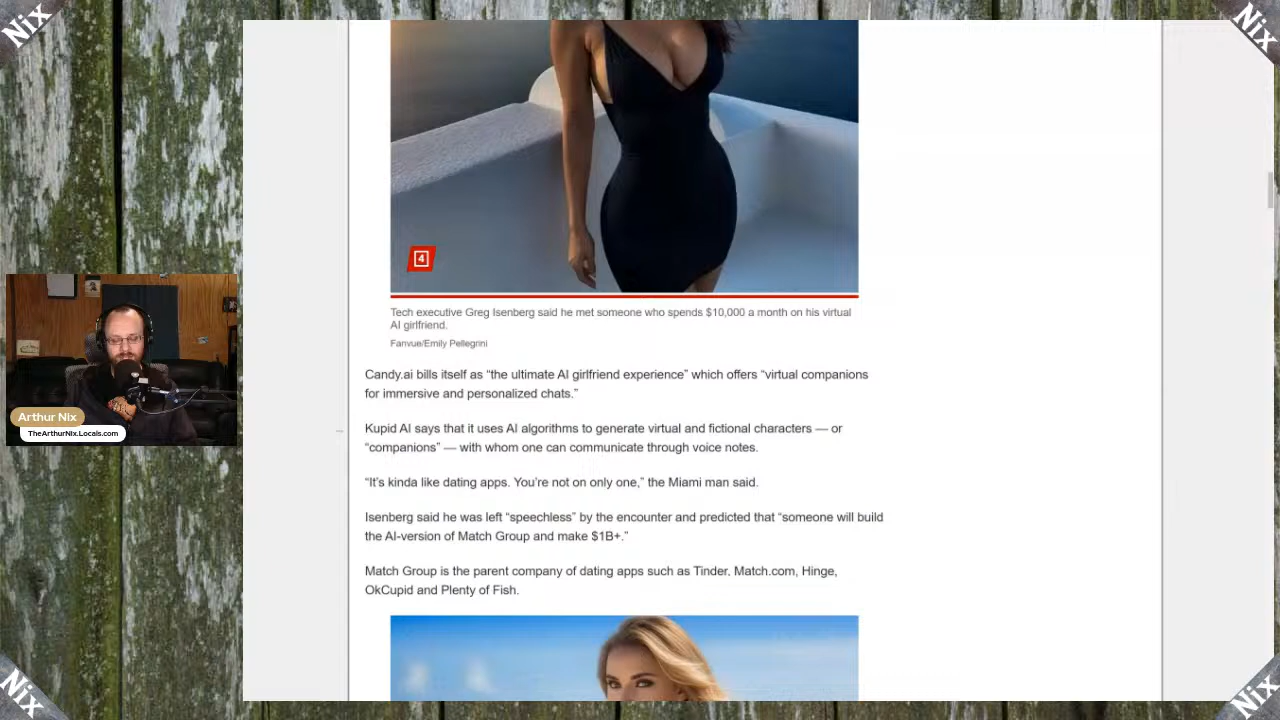 Nix
Nix
4
Tech executive Greg Isenberg said he met someone who spends $10,000 a month on his virtual
AI girlfriend.
Fanvue/Emily Pellegrini
Candy.ai bills itself as “the ultimate AI girlfriend experience” which offers “virtual companions
for immersive and personalized chats.”
Kupid AI says that it uses AI algorithms to generate virtual and fictional characters — or
“companions” — with whom one can communicate through voice notes.
“It’s kinda like dating apps. You’re not on only one,” the Miami man said.
Isenberg said he was left “speechless” by the encounter and predicted that “someone will build
the AI-version of Match Group and make $1B+.”
Match Group is the parent company of dating apps such as Tinder, Match.com, Hinge,
OkCupid and Plenty of Fish.
Arthur Nix
TheArthurNix.Locals.com
Nix
Nix